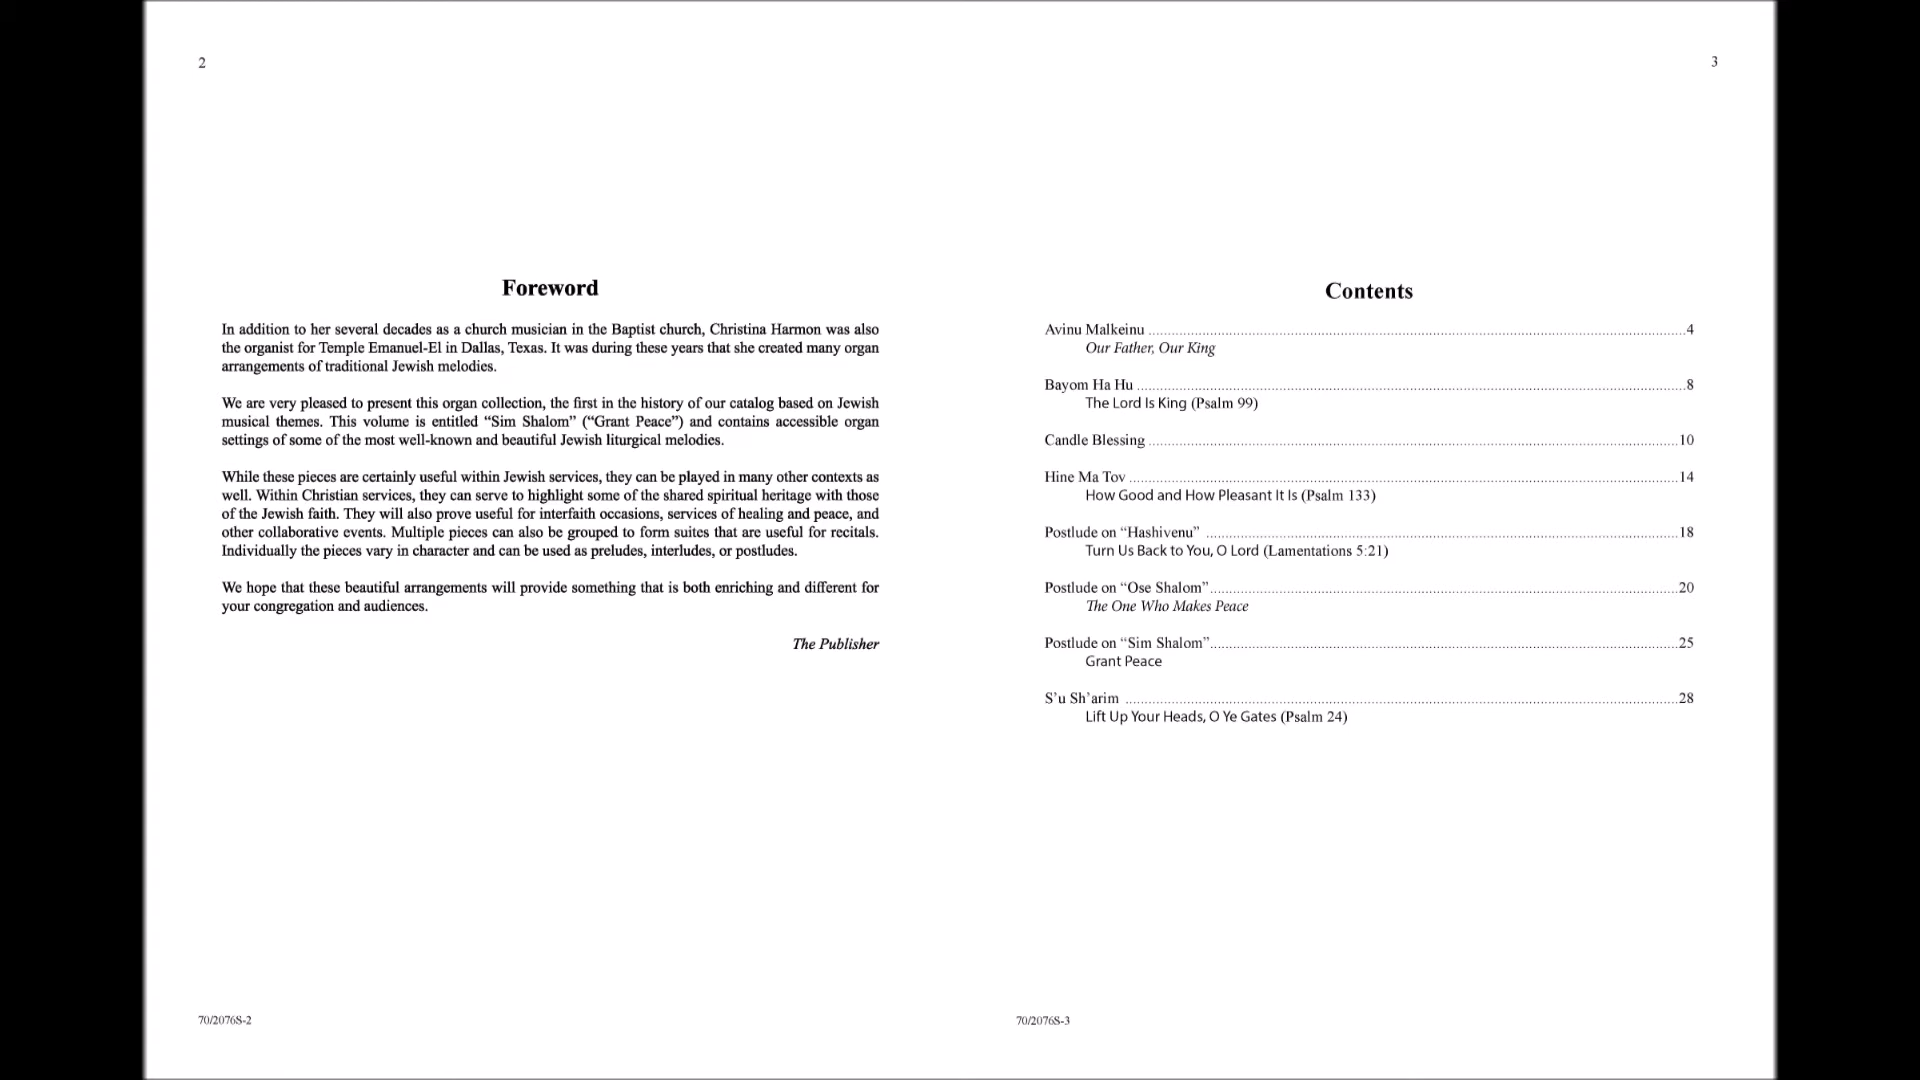 2
Foreword
In addition to her several decades as a church musician in the Baptist church, Christina Harmon was also
the organist for Temple Emanuel-El in Dallas, Texas. It was during these years that she created many organ
arrangements of traditional Jewish melodies.
We are very pleased to present this organ collection, the first in the history of our catalog based on Jewish
musical themes. This volume is entitled “Sim Shalom” (“Grant Peace”) and contains accessible organ
settings of some of the most well-known and beautiful Jewish liturgical melodies.
While these pieces are certainly useful within Jewish services, they can be played in many other contexts as
well. Within Christian services, they can serve to highlight some of the shared spiritual heritage with those
of the Jewish faith. They will also prove useful for interfaith occasions, services of healing and peace, and
other collaborative events. Multiple pieces can also be grouped to form suites that are useful for recitals.
Individually the pieces vary in character and can be used as preludes, interludes, or postludes.
We hope that these beautiful arrangements will provide something that is both enriching and different for
your congregation and audiences.
The Publisher
70/2076S-2
3
Contents
Avinu Malkeinu ........ 4
Our Father, Our King
Bayom Ha Hu ........ 8
The Lord Is King (Psalm 99)
Candle Blessing ........ 10
Hine Ma Tov ........ 14
How Good and How Pleasant It Is (Psalm 133)
Postlude on “Hashivenu” ........ 18
Turn Us Back to You, O Lord (Lamentations 5:21)
Postlude on “Ose Shalom” ........ 20
The One Who Makes Peace
Postlude on “Sim Shalom” ........ 25
Grant Peace
S’u Sh’arim ........ 28
Lift Up Your Heads, O Ye Gates (Psalm 24)
70/2076S-3